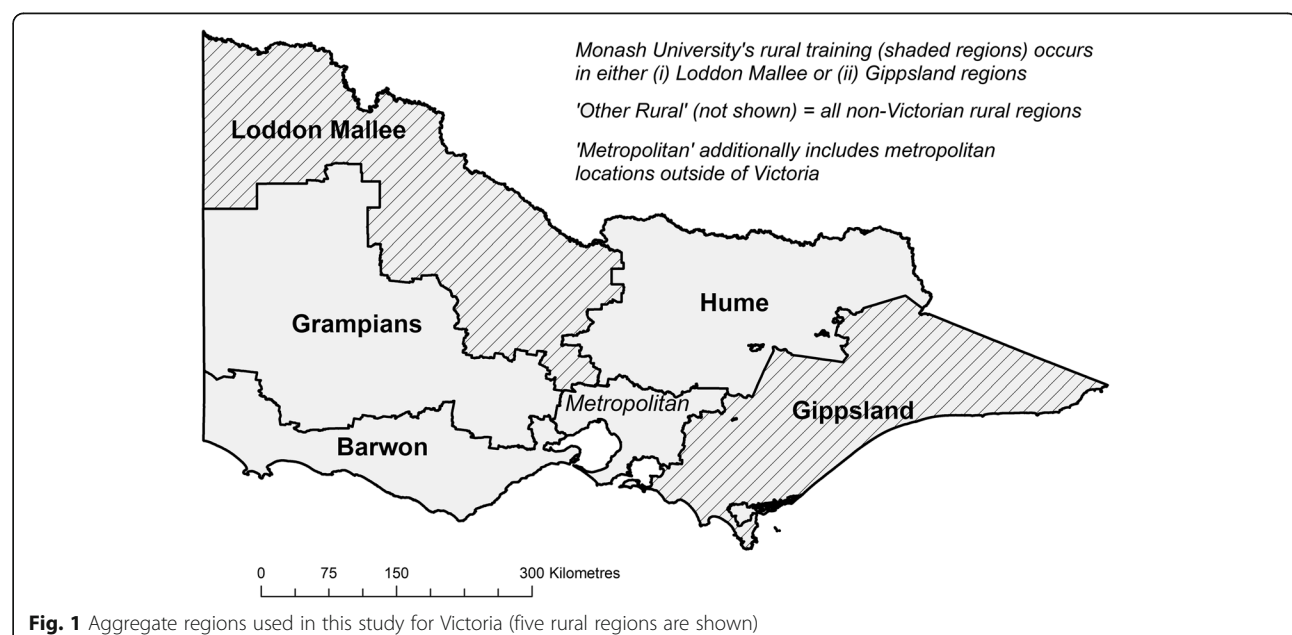 Monash University's rural training (shaded regions) occurs
in either (i) Loddon Mallee or (ii) Gippsland regions
'Other Rural' (not shown) = all non-Victorian rural regions
'Metropolitan' additionally includes metropolitan
locations outside of Victoria
Loddon Mallee
Hume
Grampians
Metropolitan
Gippsland
Barwon
0 75 150 300 Kilometres
Fig. 1 Aggregate regions used in this study for Victoria (five rural regions are shown)